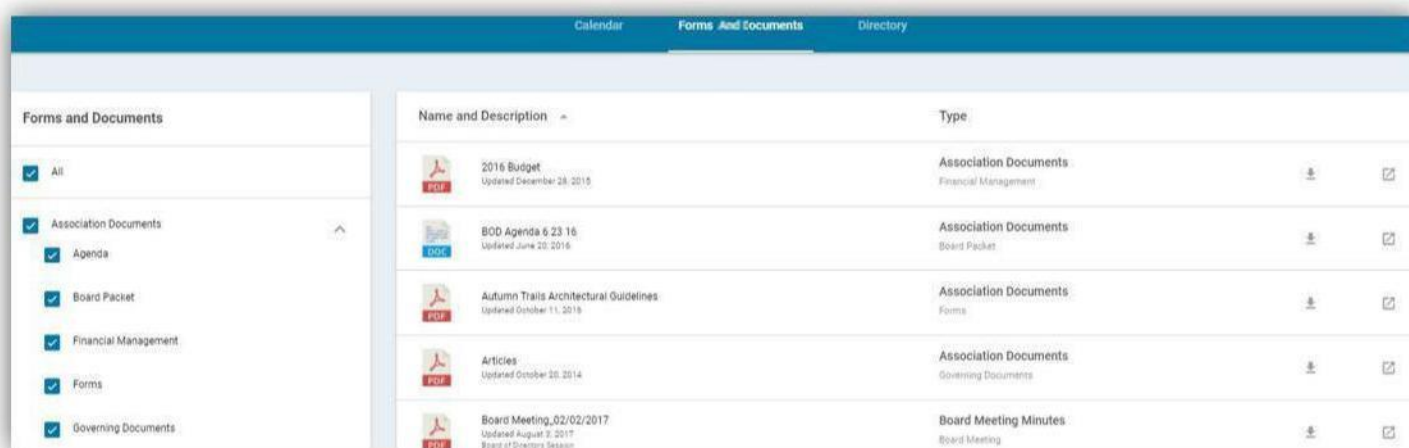 Calendar
Forms And Documents
Directory
Forms and Documents
All
Association Documents
Agenda
Board Packet
Financial Management
Forms
Governing Documents
Name and Description
Type
PDF
2016 Budget
Updated December 28, 2015
Association Documents
Financial Management
DOC
BOD Agenda 6 23 16
Updated June 20, 2016
Association Documents
Board Packet
PDF
Autumn Trails Architectural Guidelines
Updated October 11, 2016
Association Documents
Forms
PDF
Articles
Updated October 20, 2014
Association Documents
Governing Documents
PDF
Board Meeting_02/02/2017
Updated August 3, 2017
Board of Directors Session
Board Meeting Minutes
Board Meeting